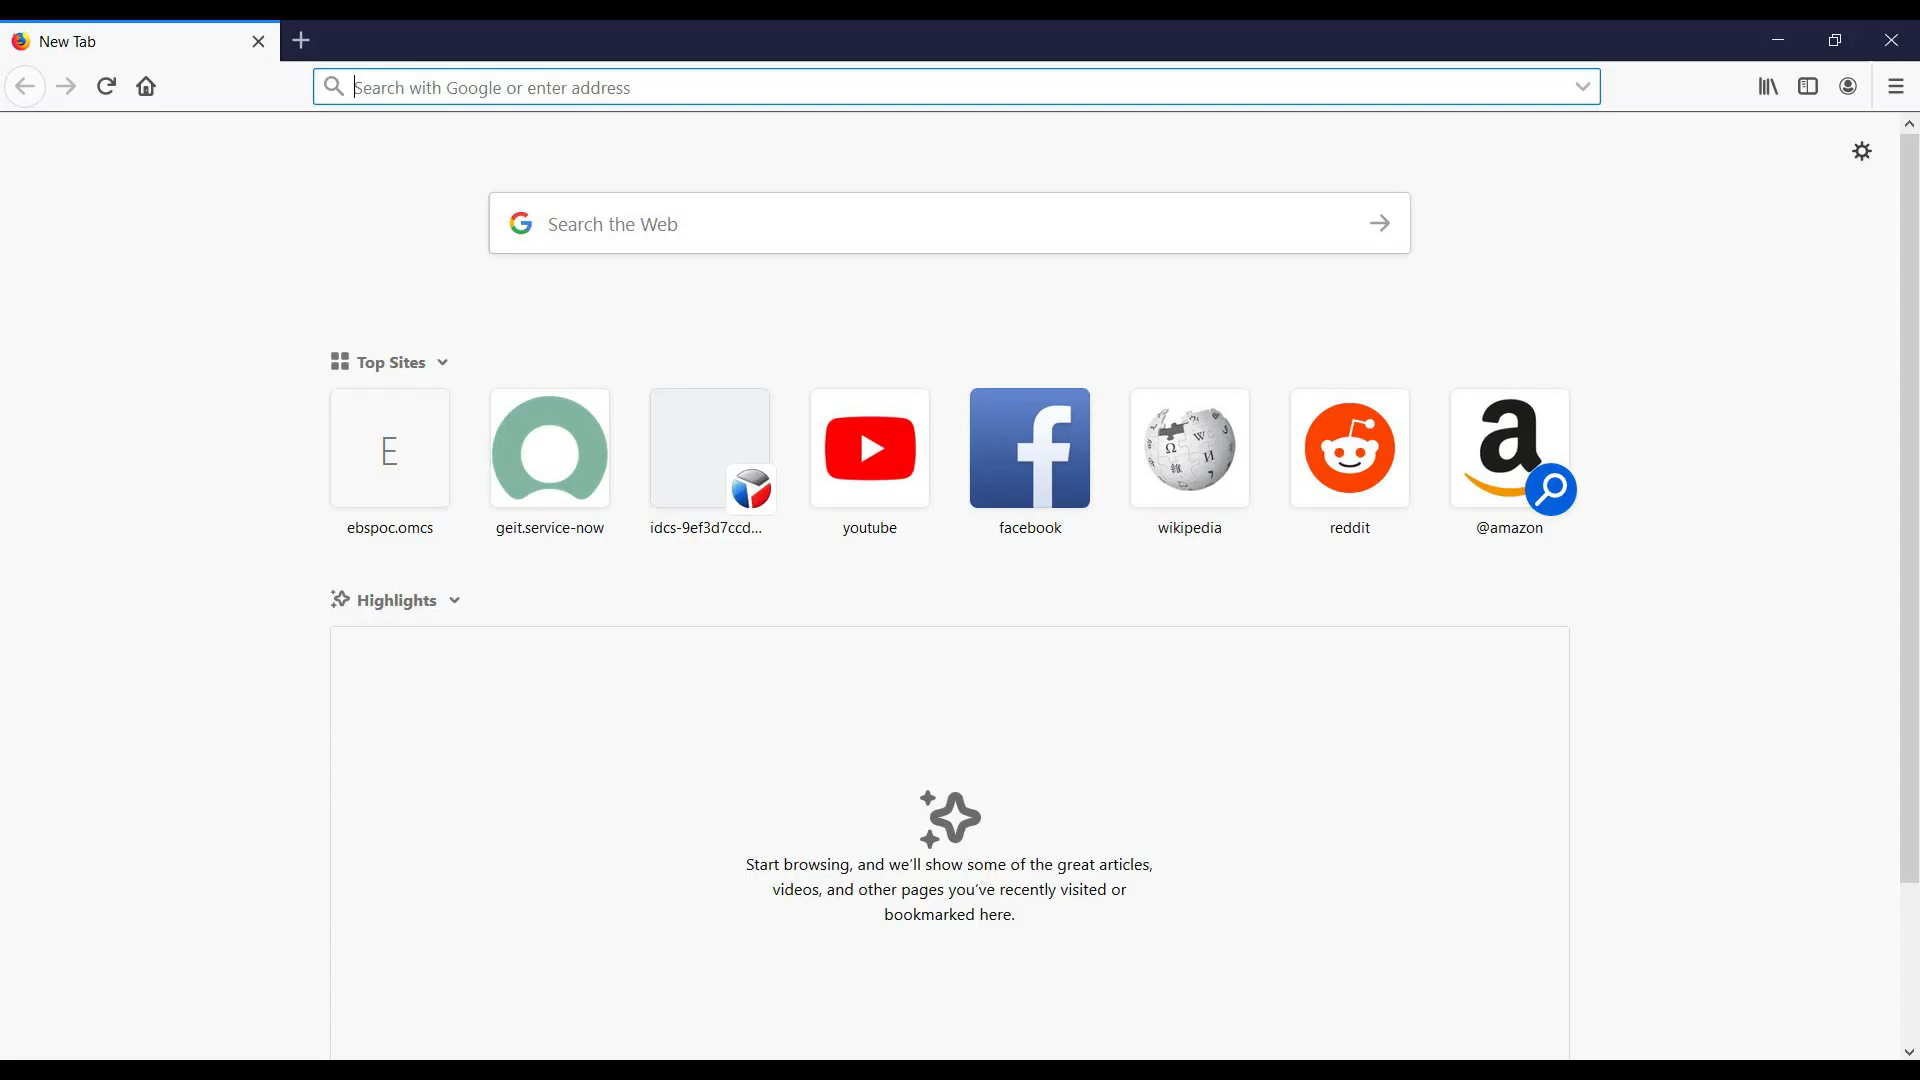 New Tab
Search with Google or enter address
Search the Web
Top Sites
E
ebspoc.omcs
geit.service-now
idcs-9ef3d7ccd...
youtube
facebook
wikipedia
reddit
@amazon
Highlights
Start browsing, and we'll show some of the great articles,
videos, and other pages you've recently visited or
bookmarked here.